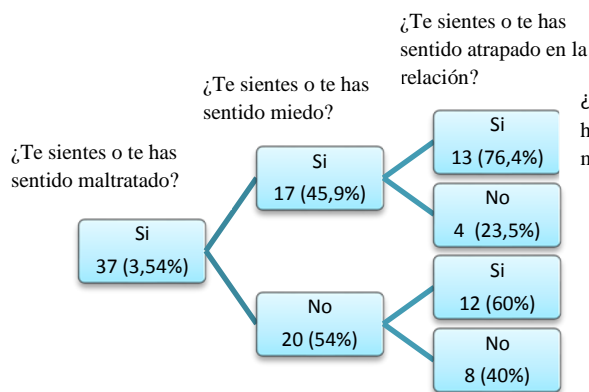 ¿Te sientes o te has
sentido maltratado?
Si
37 (3,54%)
¿Te sientes o te has
sentido miedo?
Si
17 (45,9%)
No
20 (54%)
¿Te sientes o te has
sentido atrapado en la
relación?
Si
13 (76,4%)
No
4 (23,5%)
Si
12 (60%)
No
8 (40%)